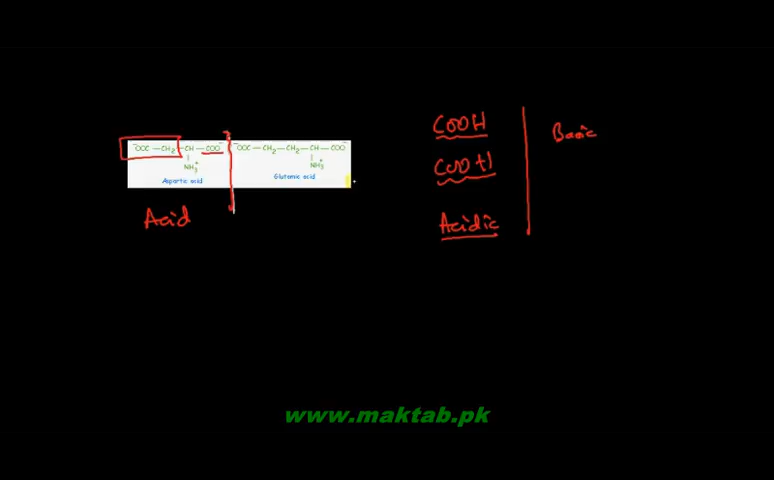 ⁻OOC—CH₂—CH—COO⁻
NH₃⁺
Aspartic acid
⁻OOC—CH₂—CH₂—CH—COO⁻
NH₃⁺
Glutamic acid
Acid
COOH
COOH
Acidic
Basic
www.maktab.pk